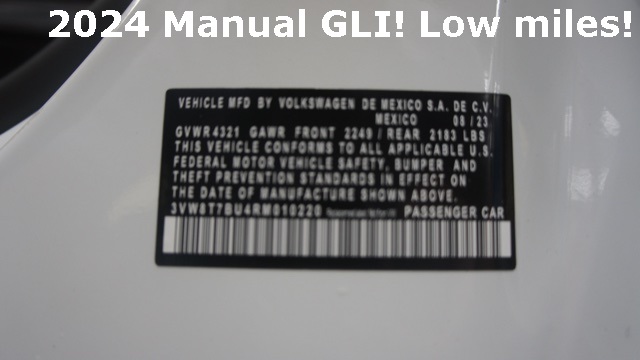 2024 Manual GLI! Low miles!
VEHICLE MFD BY VOLKSWAGEN DE MEXICO S.A. DE C.V.
MEXICO 08/23
GVWR 4321 GAWR FRONT 2249 / REAR 2183 LBS
THIS VEHICLE CONFORMS TO ALL APPLICABLE U.S.
FEDERAL MOTOR VEHICLE SAFETY, BUMPER AND
THEFT PREVENTION STANDARDS IN EFFECT ON
THE DATE OF MANUFACTURE SHOWN ABOVE.
PASSENGER CAR